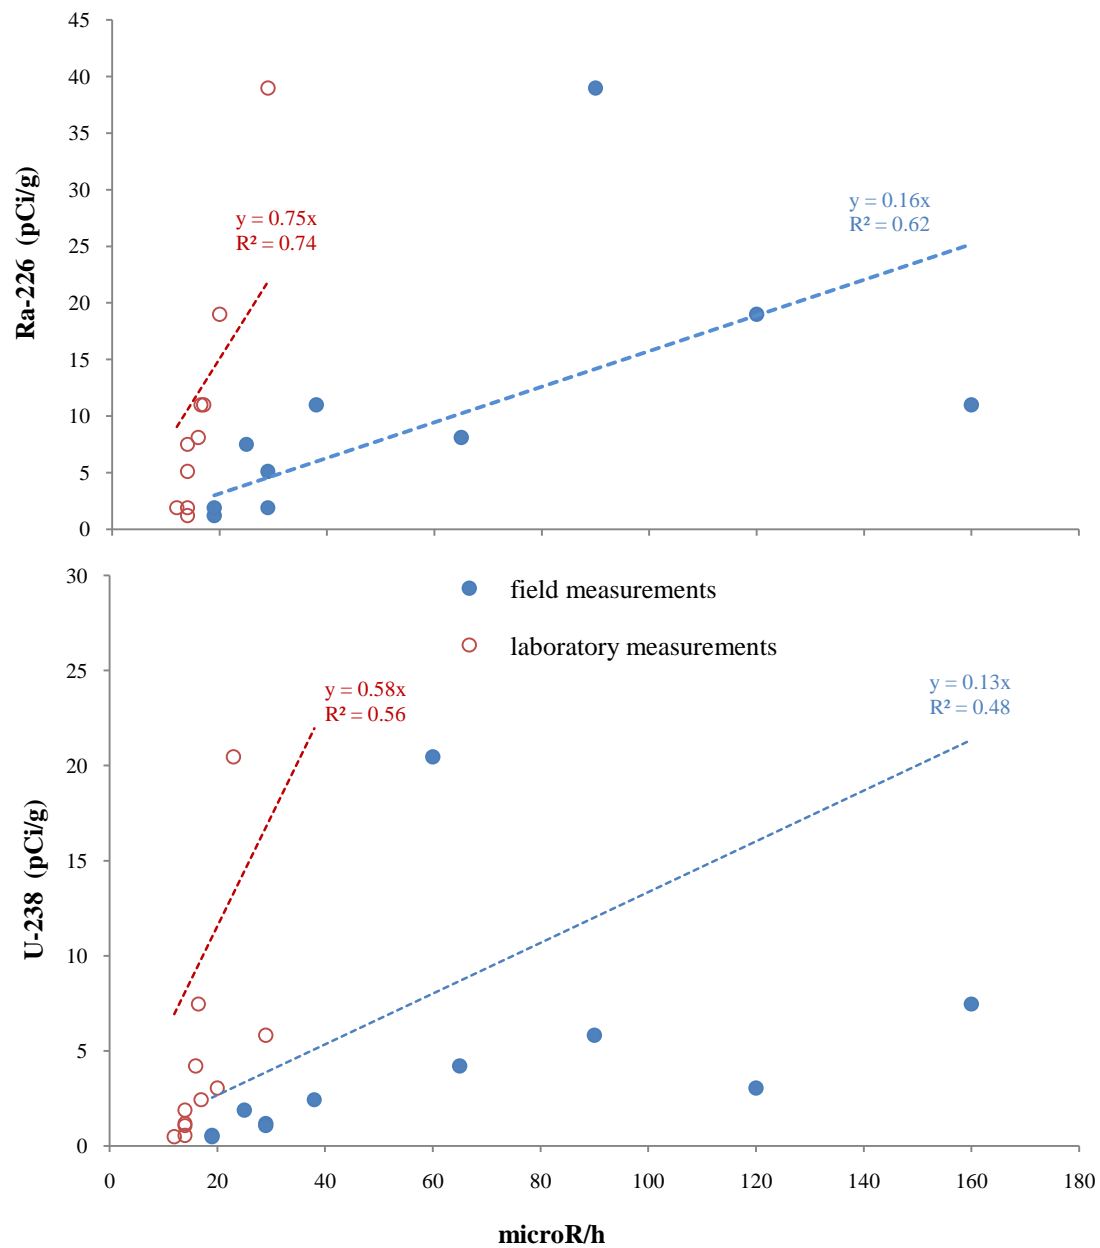 45
40
35
30
25
20
15
10
5
0
Ra-226 (pCi/g)
y = 0.75x
R² = 0.74
y = 0.16x
R² = 0.62
30
25
20
15
10
5
0
U-238 (pCi/g)
field measurements
laboratory measurements
y = 0.58x
R² = 0.56
y = 0.13x
R² = 0.48
0 20 40 60 80 100 120 140 160 180
microR/h